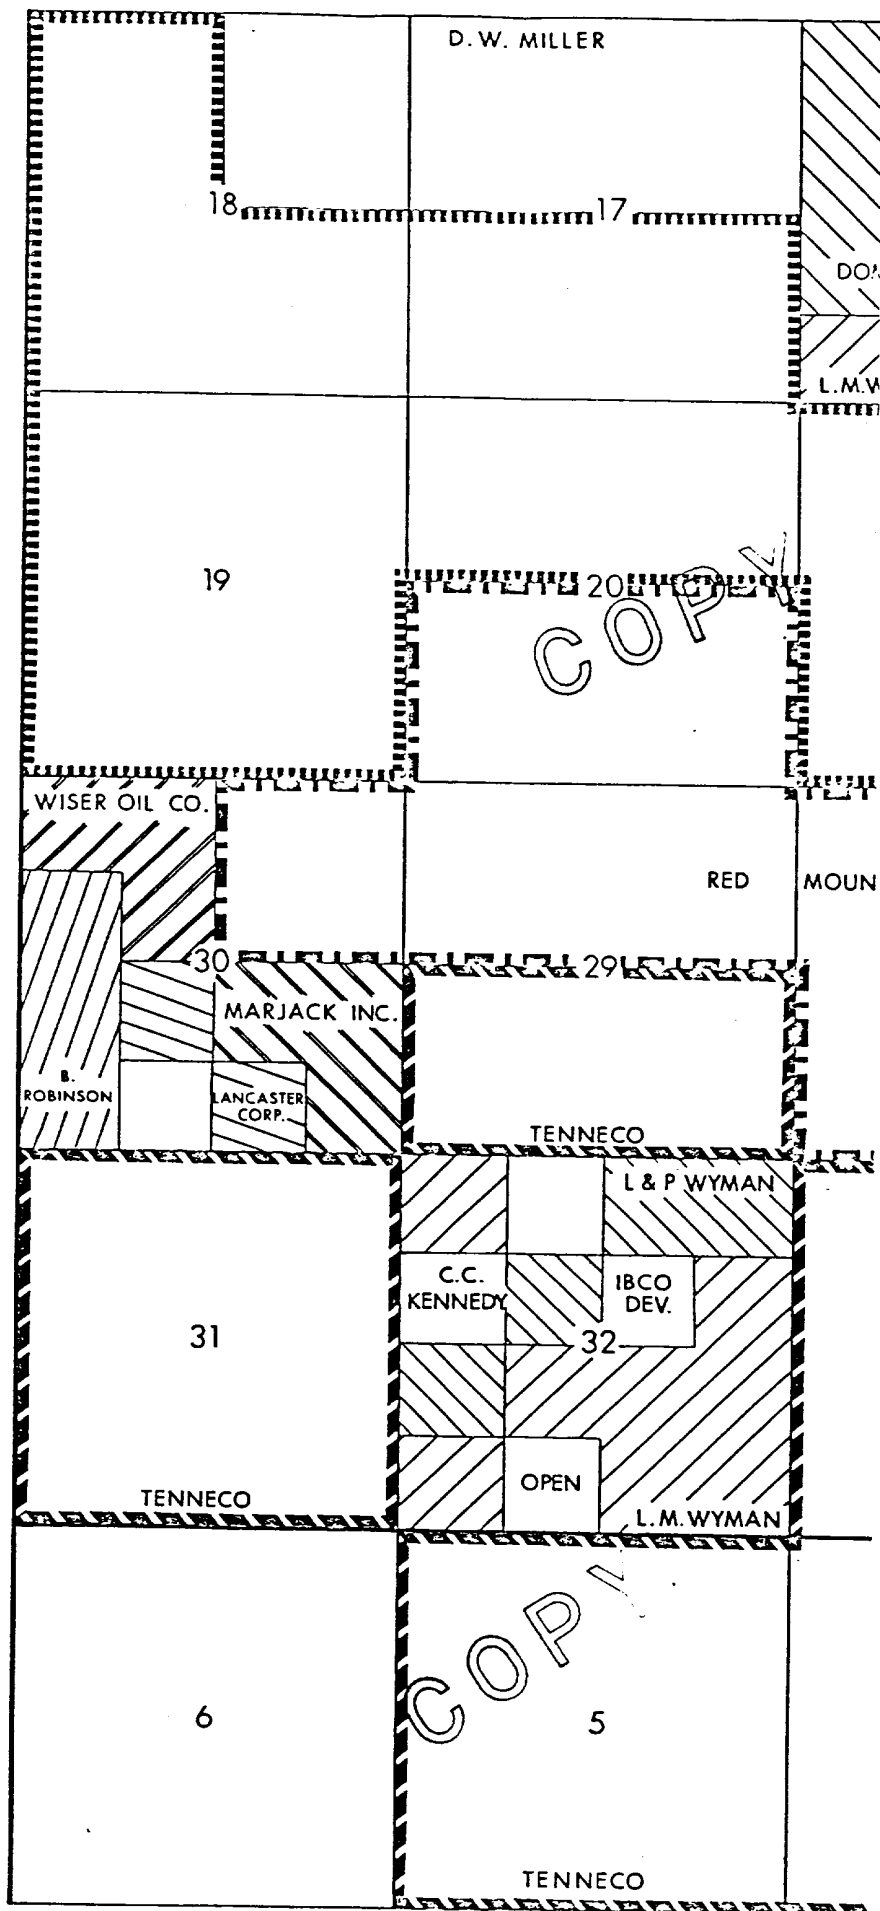 D.W. MILLER
18
17
L.M.W
19
20
COPY
WISER OIL CO.
RED MOUN
30
29
MARJACK INC.
B.
ROBINSON
LANCASTER
CORP.
TENNECO
L & P WYMAN
C.C.
KENNEDY
IBCO
DEV.
31
32
OPEN
TENNECO
L.M. WYMAN
COPY
6
5
TENNECO